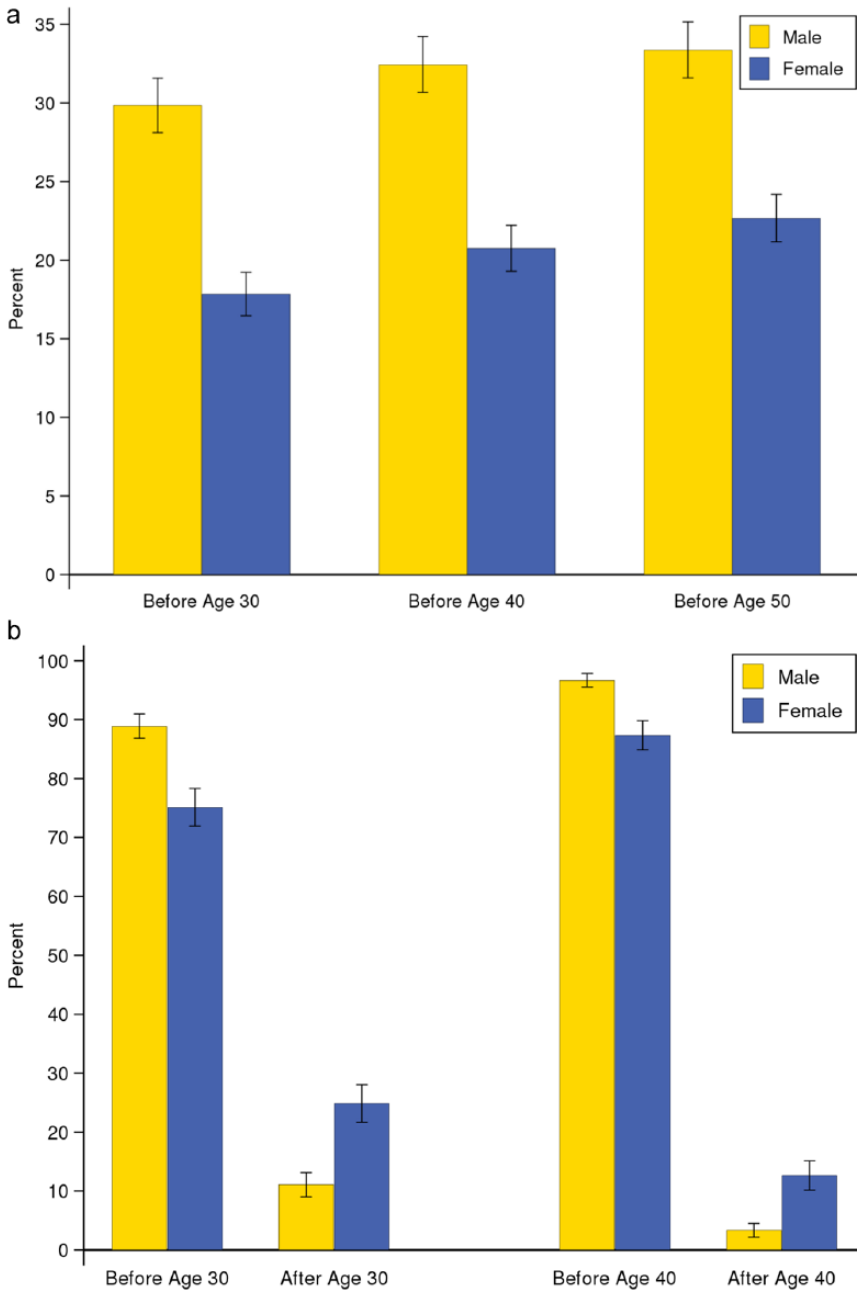 a
35
30
25
20
15
10
5
0
Percent
Male
Female
Before Age 30 Before Age 40 Before Age 50
b
100
90
80
70
60
50
40
30
20
10
0
Percent
Male
Female
Before Age 30 After Age 30 Before Age 40 After Age 40